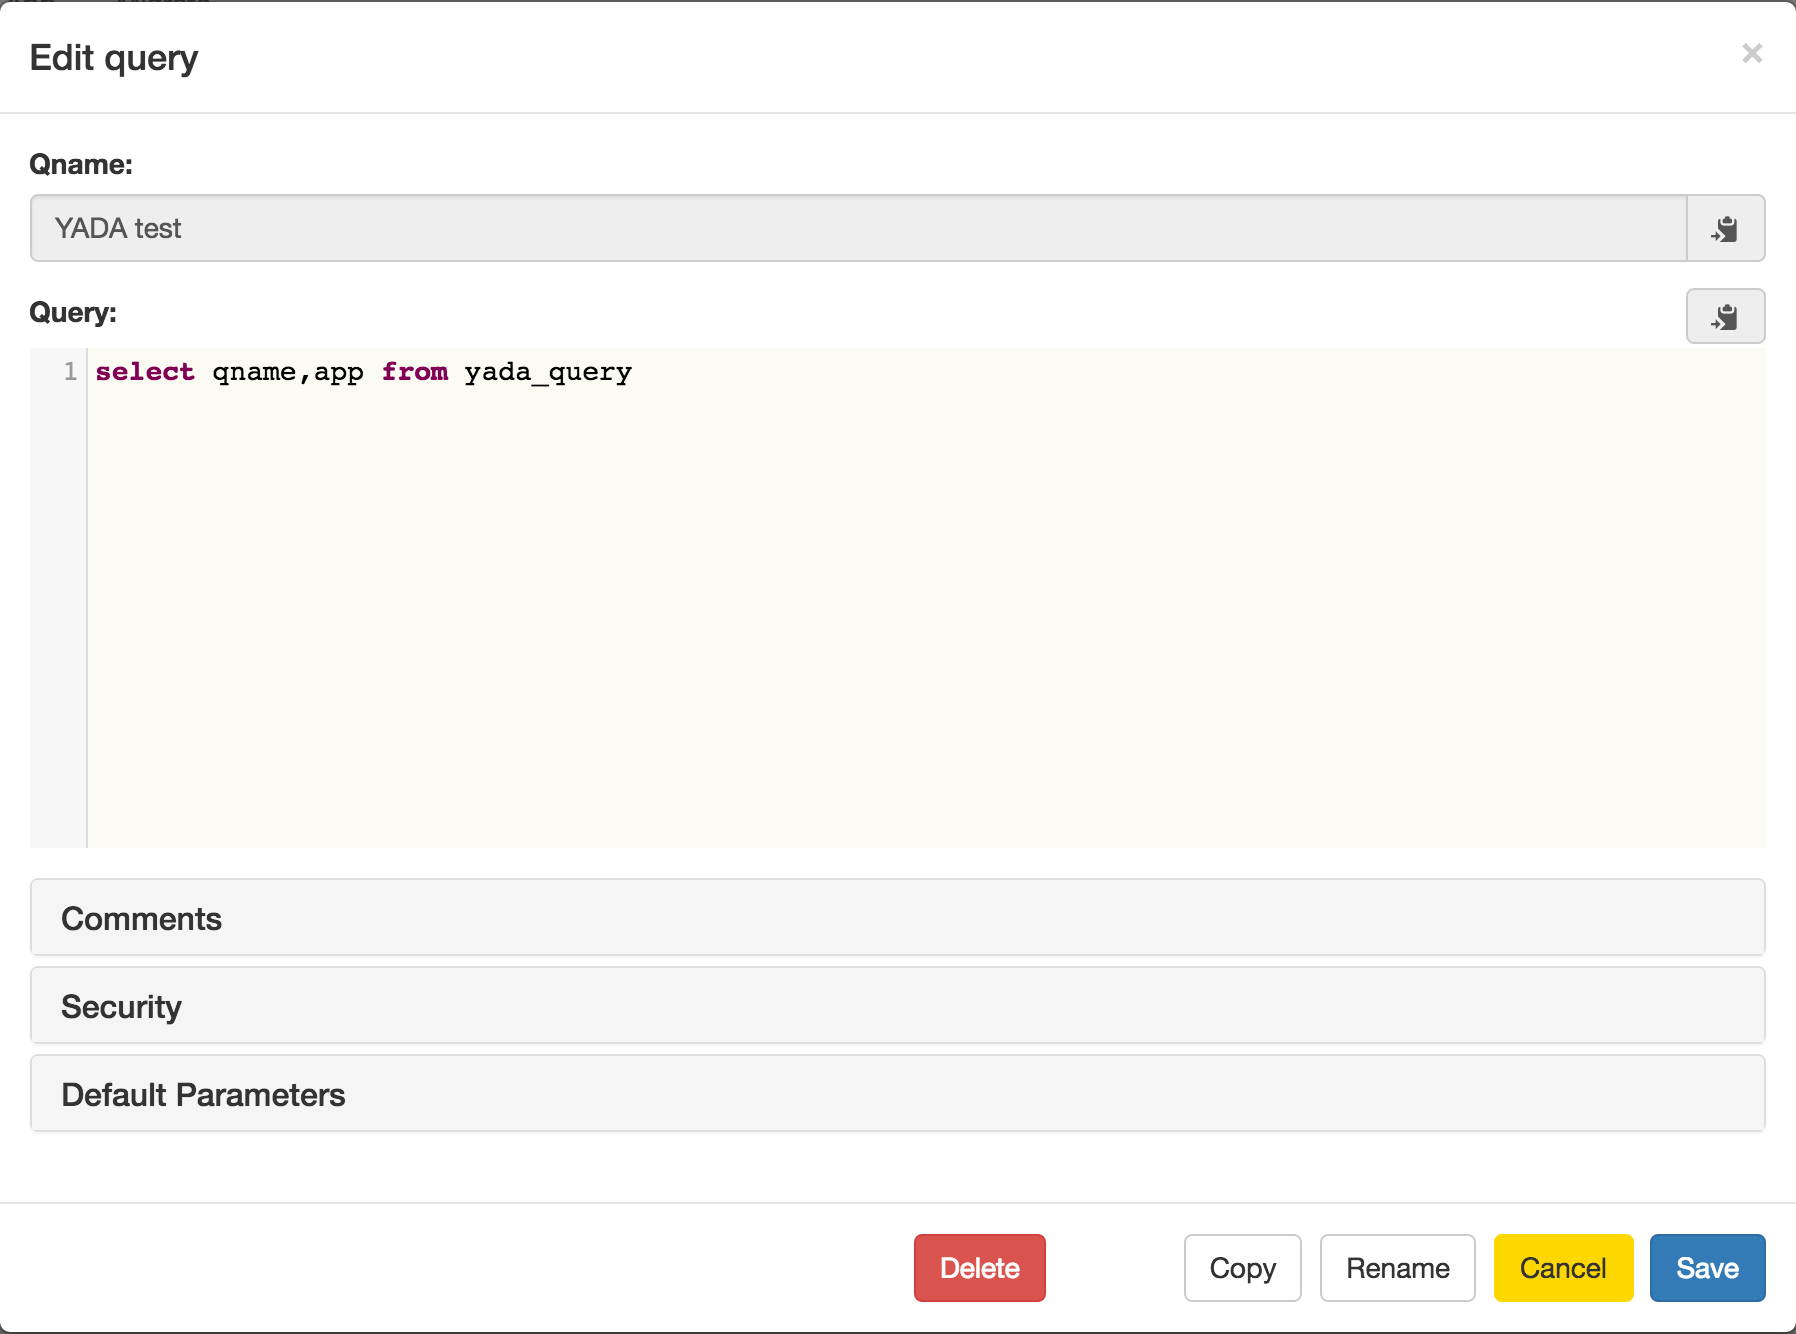 Edit query
×
Qname:
YADA test
Query:
1 select qname,app from yada_query
Comments
Security
Default Parameters
Delete Copy Rename Cancel Save